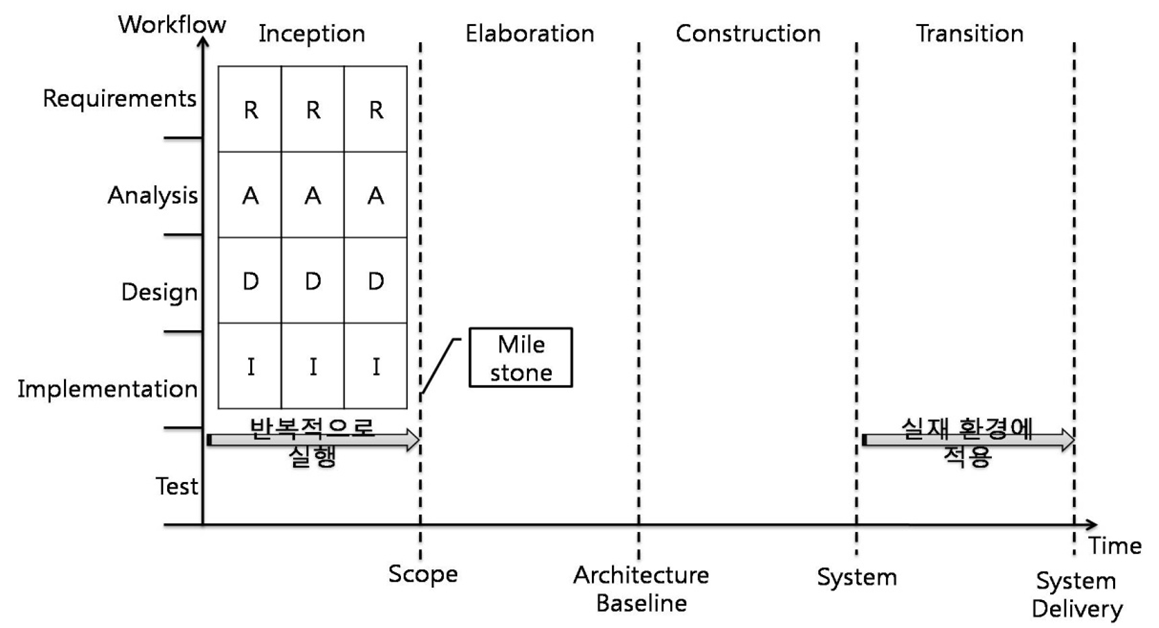 Workflow
Inception
Elaboration
Construction
Transition
Requirements
R R R
Analysis
A A A
Design
D D D
Mile
stone
Implementation
I I I
반복적으로
실행
실재 환경에
적용
Test
Time
Scope
Architecture
Baseline
System
System
Delivery